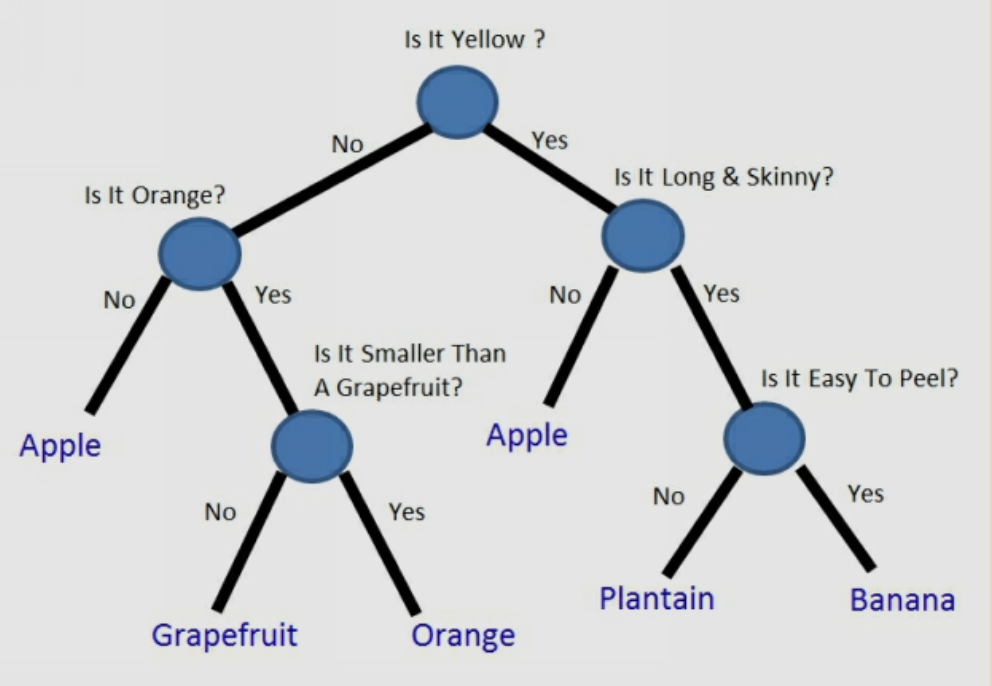 Is It Yellow ?
No
Yes
Is It Orange?
Is It Long & Skinny?
No
Yes
No
Yes
Is It Smaller Than
A Grapefruit?
Is It Easy To Peel?
Apple
Apple
No
Yes
No
Yes
Grapefruit
Orange
Plantain
Banana